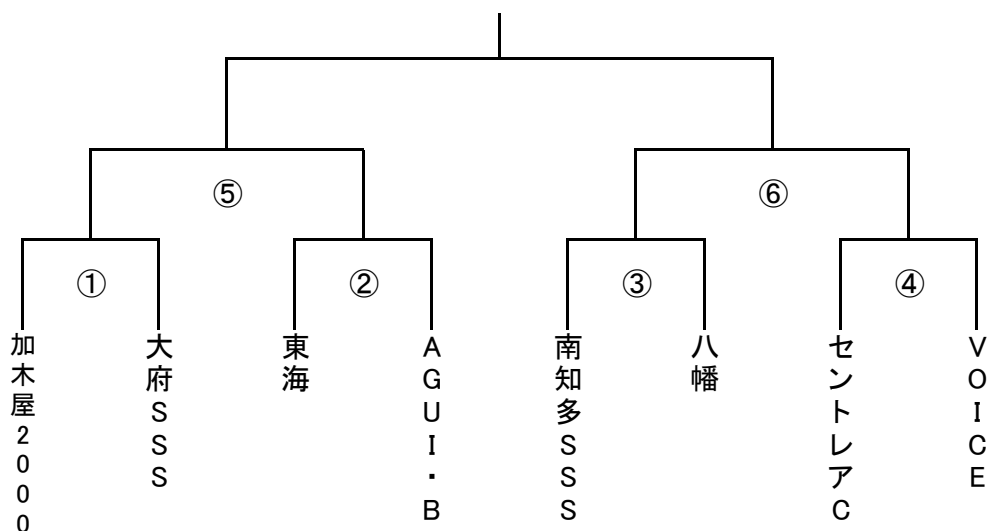 ⑤
⑥
①
②
③
④
加木屋2000
大府SSS
東海
AGUI・B
南知多SSS
八幡
セントレアC
VOICE